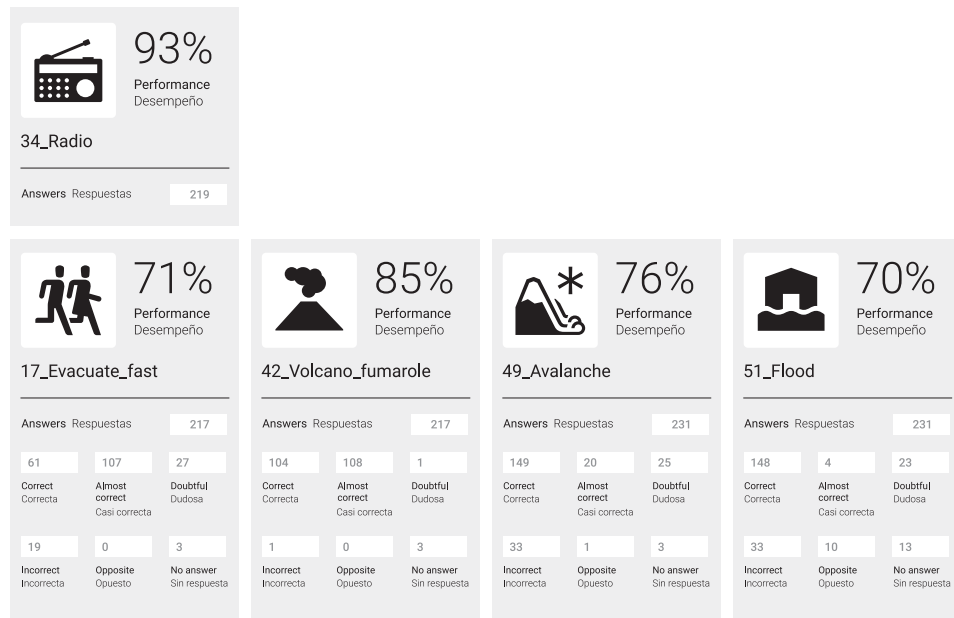 93%
Performance
Desempeño
34_Radio
Answers Respuestas 219
71%
Performance
Desempeño
17_Evacuate_fast
Answers Respuestas 217
61 107 27
Correct Almost Doubtful
Correcta correct Dudosa
Casi correcta
19 0 3
Incorrect Opposite No answer
Incorrecta Opuesto Sin respuesta
85%
Performance
Desempeño
42_Volcano_fumarole
Answers Respuestas 217
104 108 1
Correct Almost Doubtful
Correcta correct Dudosa
Casi correcta
1 0 3
Incorrect Opposite No answer
Incorrecta Opuesto Sin respuesta
76%
Performance
Desempeño
49_Avalanche
Answers Respuestas 231
149 20 25
Correct Almost Doubtful
Correcta correct Dudosa
Casi correcta
33 1 3
Incorrect Opposite No answer
Incorrecta Opuesto Sin respuesta
70%
Performance
Desempeño
51_Flood
Answers Respuestas 231
148 4 23
Correct Almost Doubtful
Correcta correct Dudosa
Casi correcta
33 10 13
Incorrect Opposite No answer
Incorrecta Opuesto Sin respuesta